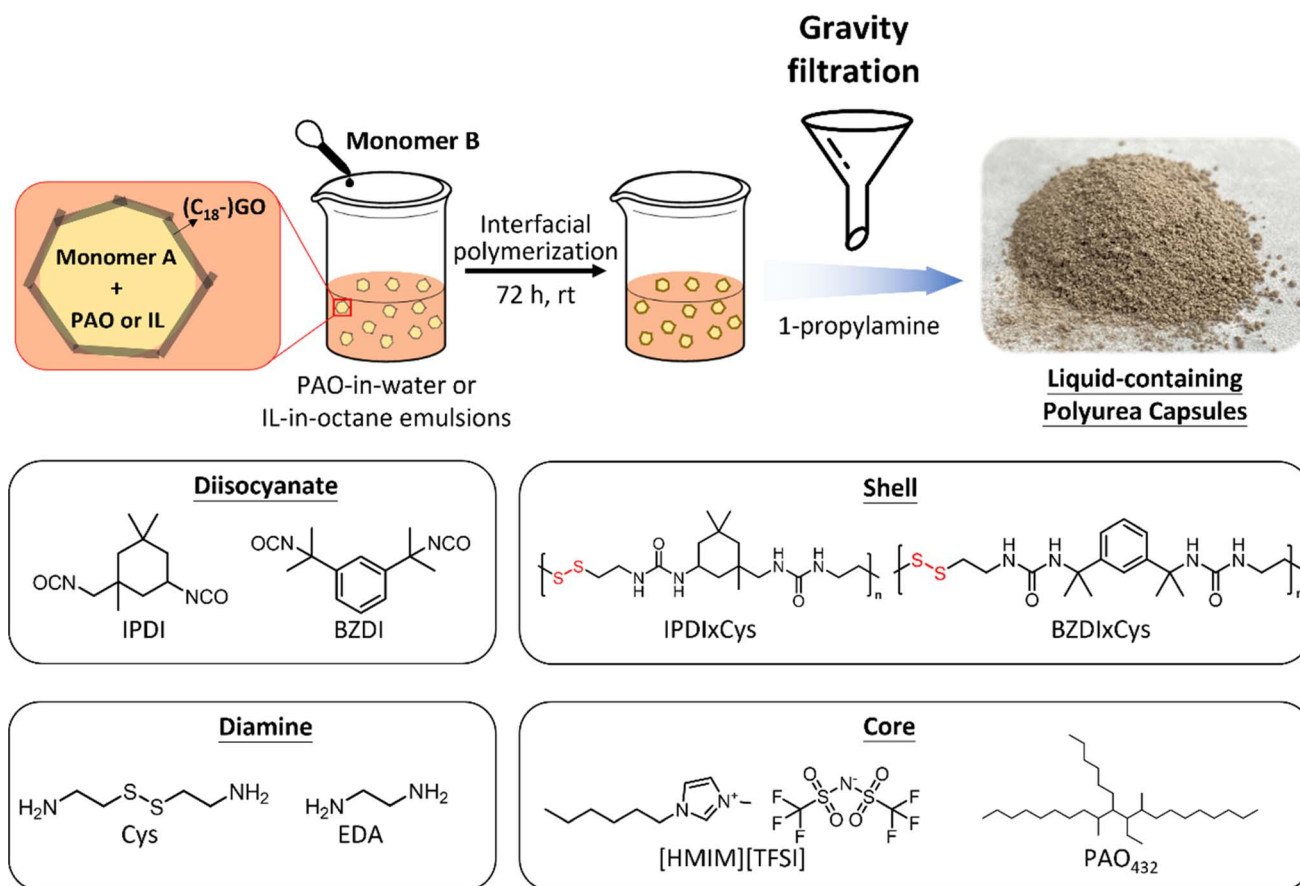 Gravity
filtration
Monomer B
(C18-)GO
Monomer A
+
PAO or IL
Interfacial
polymerization
72 h, rt
1-propylamine
PAO-in-water or
IL-in-octane emulsions
Liquid-containing
Polyurea Capsules
Diisocyanate
OCN
NCO
IPDI
OCN
NCO
BZDI
Shell
S
S
H
N
O
N
H
H
N
O
N
H
n
IPDIxCys
S
S
H
N
O
H
N
H
N
O
H
N
n
BZDIxCys
Diamine
H2N
S
S
NH2
Cys
H2N
NH2
EDA
Core
N
N+
F
F
F
O
S
O
N-
O
S
O
F
F
F
[HMIM][TFSI]
PAO432